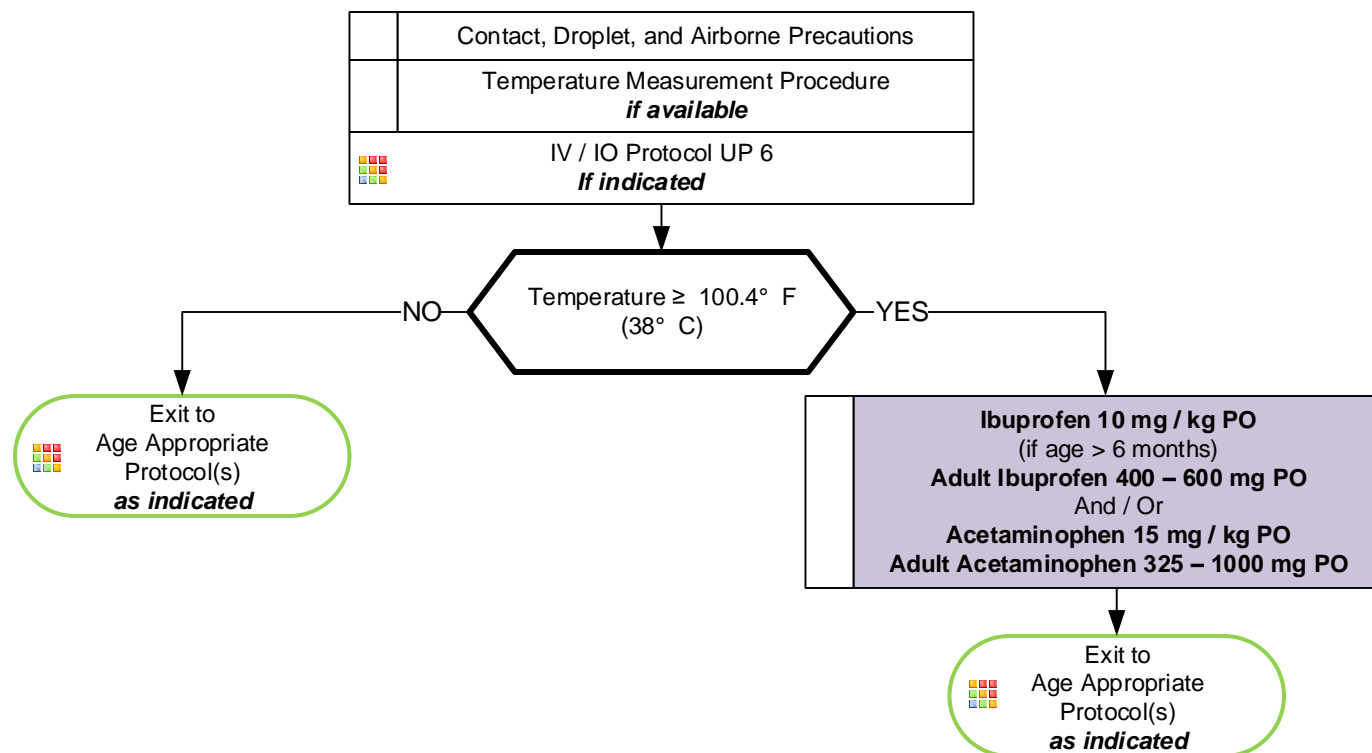 Contact, Droplet, and Airborne Precautions
Temperature Measurement Procedure
if available
IV / IO Protocol UP 6
If indicated
Temperature ≥ 100.4° F
(38° C)
NO
YES
Exit to
Age Appropriate
Protocol(s)
as indicated
Ibuprofen 10 mg / kg PO
(if age > 6 months)
Adult Ibuprofen 400 – 600 mg PO
And / Or
Acetaminophen 15 mg / kg PO
Adult Acetaminophen 325 – 1000 mg PO
Exit to
Age Appropriate
Protocol(s)
as indicated